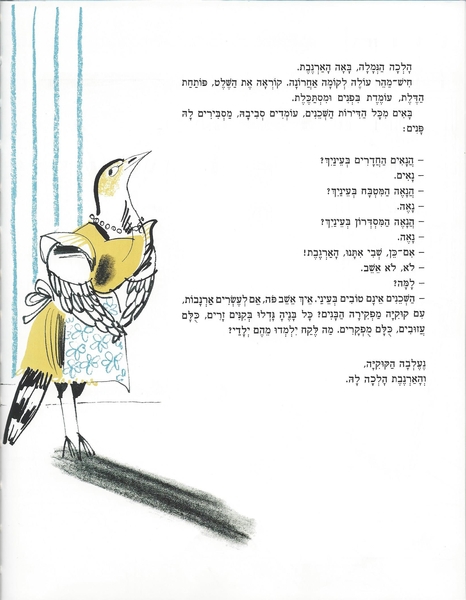 הָלְכָה הַנְּמָלָה, בָּאָה הָאַרְנֶבֶת.
חִישׁ־מַהֵר עוֹלָה לְקוֹמָה אַחֲרוֹנָה. קוֹרְאָה אֶת הַשֶּׁלֶט, פּוֹתַחַת
הַדֶּלֶת, עוֹמֶדֶת בִּפְנִים וּמִסְתַּכֶּלֶת.
בָּאִים מִכָּל הַדִּירוֹת הַשְּׁכֵנִים, עוֹמְדִים סְבִיבָהּ, מַסְבִּירִים לָהּ
פָּנִים:
– הֲנָאִים הַחֲדָרִים בְּעֵינַיִךְ?
– נָאִים.
– הֲנָאֶה הַמִּטְבָּח בְּעֵינַיִךְ?
– נָאֶה.
– הֲנָאֶה הַמִּסְדְּרוֹן בְּעֵינַיִךְ?
– נָאֶה.
– אִם־כֵּן, שְׁבִי אִתָּנוּ, הָאַרְנֶבֶת!
– לֹא, לֹא אֵשֵׁב.
– לָמָּה?
– הַשְּׁכֵנִים אֵינָם טוֹבִים בְּעֵינַי. אֵיךְ אֵשֵׁב פֹּה, אֵם לְעֶשְׂרִים אַרְנָבוֹת,
עִם קוּקִיָּה מַפְקִירָה הַבָּנִים? כָּל בָּנֶיהָ גָּדְלוּ בְּקִנִּים זָרִים, כֻּלָּם
עֲזוּבִים, כֻּלָּם מֻפְקָרִים. מַה לֶּקַח יִלְמְדוּ מֵהֶם יְלָדַי?
נֶעֶלְבָה הַקּוּקִיָּה,
וְהָאַרְנֶבֶת הָלְכָה לָהּ.